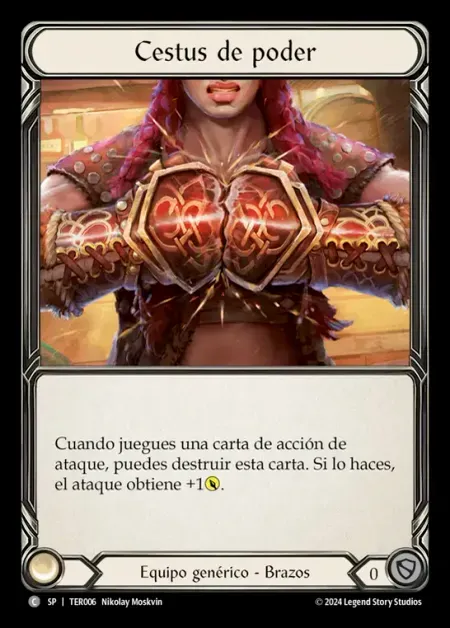 Cestus de poder
Cuando juegues una carta de acción de
ataque, puedes destruir esta carta. Si lo haces,
el ataque obtiene +1.
Equipo genérico - Brazos
0
C SP | TER006 Nikolay Moskvin
© 2024 Legend Story Studios